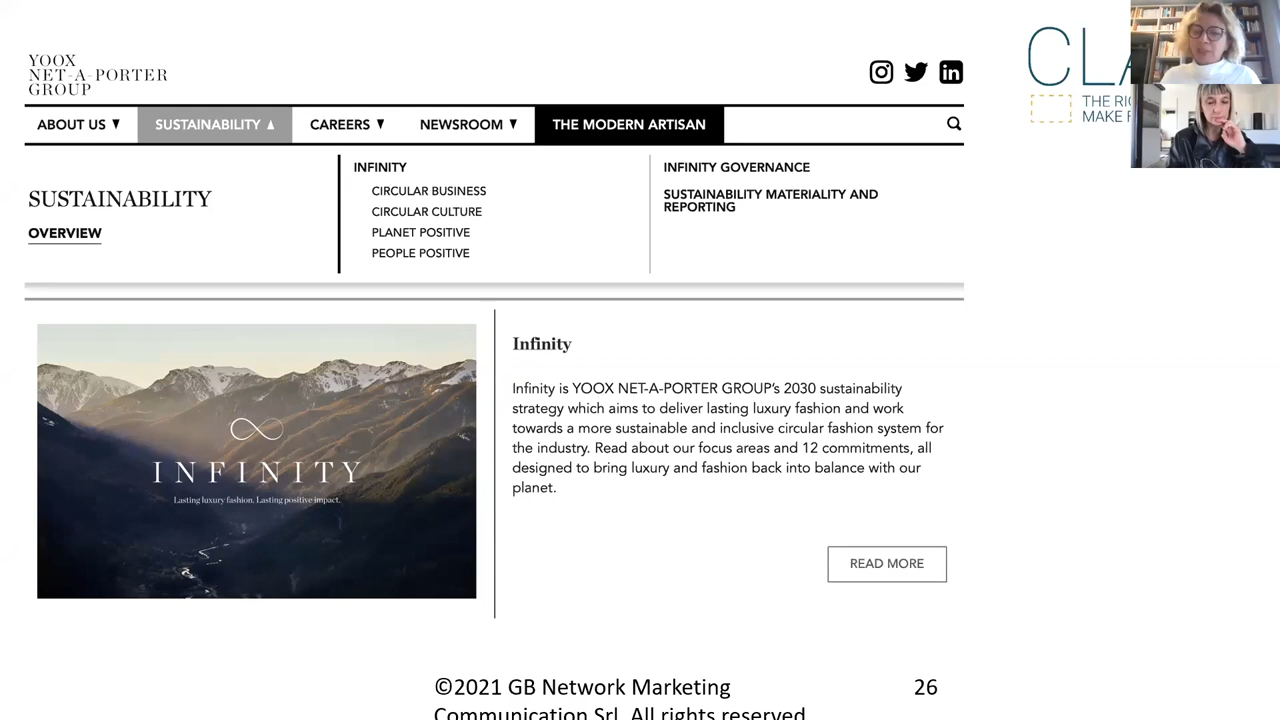 YOOX
NET-A-PORTER
GROUP
ABOUT US
SUSTAINABILITY
CAREERS
NEWSROOM
THE MODERN ARTISAN
SUSTAINABILITY
OVERVIEW
INFINITY
CIRCULAR BUSINESS
CIRCULAR CULTURE
PLANET POSITIVE
PEOPLE POSITIVE
INFINITY GOVERNANCE
SUSTAINABILITY MATERIALITY AND
REPORTING
INFINITY
Lasting luxury fashion. Lasting positive impact.
Infinity
Infinity is YOOX NET-A-PORTER GROUP's 2030 sustainability
strategy which aims to deliver lasting luxury fashion and work
towards a more sustainable and inclusive circular fashion system for
the industry. Read about our focus areas and 12 commitments, all
designed to bring luxury and fashion back into balance with our
planet.
READ MORE
THE
MAKE
©2021 GB Network Marketing
Communication Srl. All rights reserved
26